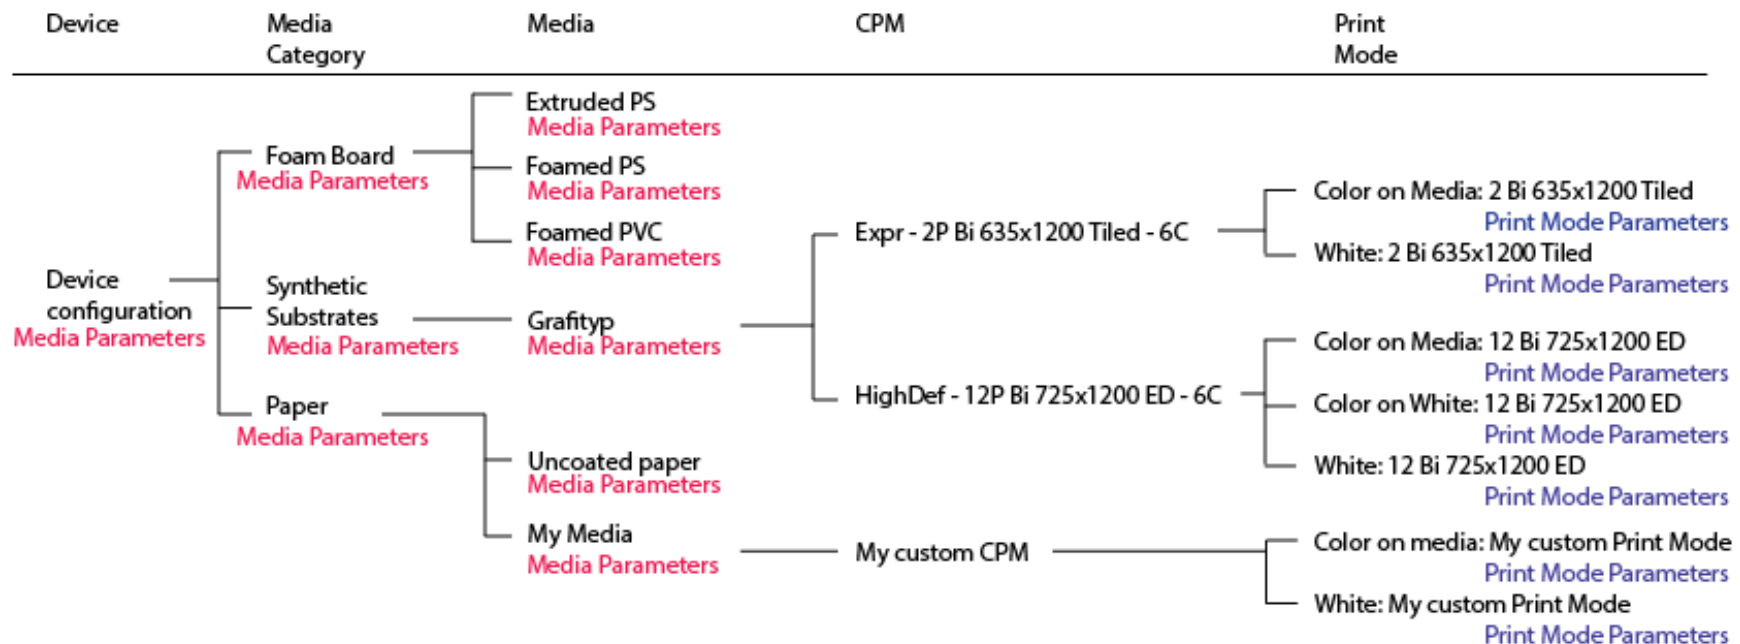 Device
Media
Category
Media
CPM
Print
Mode
Device
configuration
Media Parameters
Foam Board
Media Parameters
Synthetic
Substrates
Media Parameters
Paper
Media Parameters
Extruded PS
Media Parameters
Foamed PS
Media Parameters
Foamed PVC
Media Parameters
Grafityp
Media Parameters
Uncoated paper
Media Parameters
My Media
Media Parameters
Expr - 2P Bi 635x1200 Tiled - 6C
HighDef - 12P Bi 725x1200 ED - 6C
My custom CPM
Color on Media: 2 Bi 635x1200 Tiled
Print Mode Parameters
White: 2 Bi 635x1200 Tiled
Print Mode Parameters
Color on Media: 12 Bi 725x1200 ED
Print Mode Parameters
Color on White: 12 Bi 725x1200 ED
Print Mode Parameters
White: 12 Bi 725x1200 ED
Print Mode Parameters
Color on media: My custom Print Mode
Print Mode Parameters
White: My custom Print Mode
Print Mode Parameters